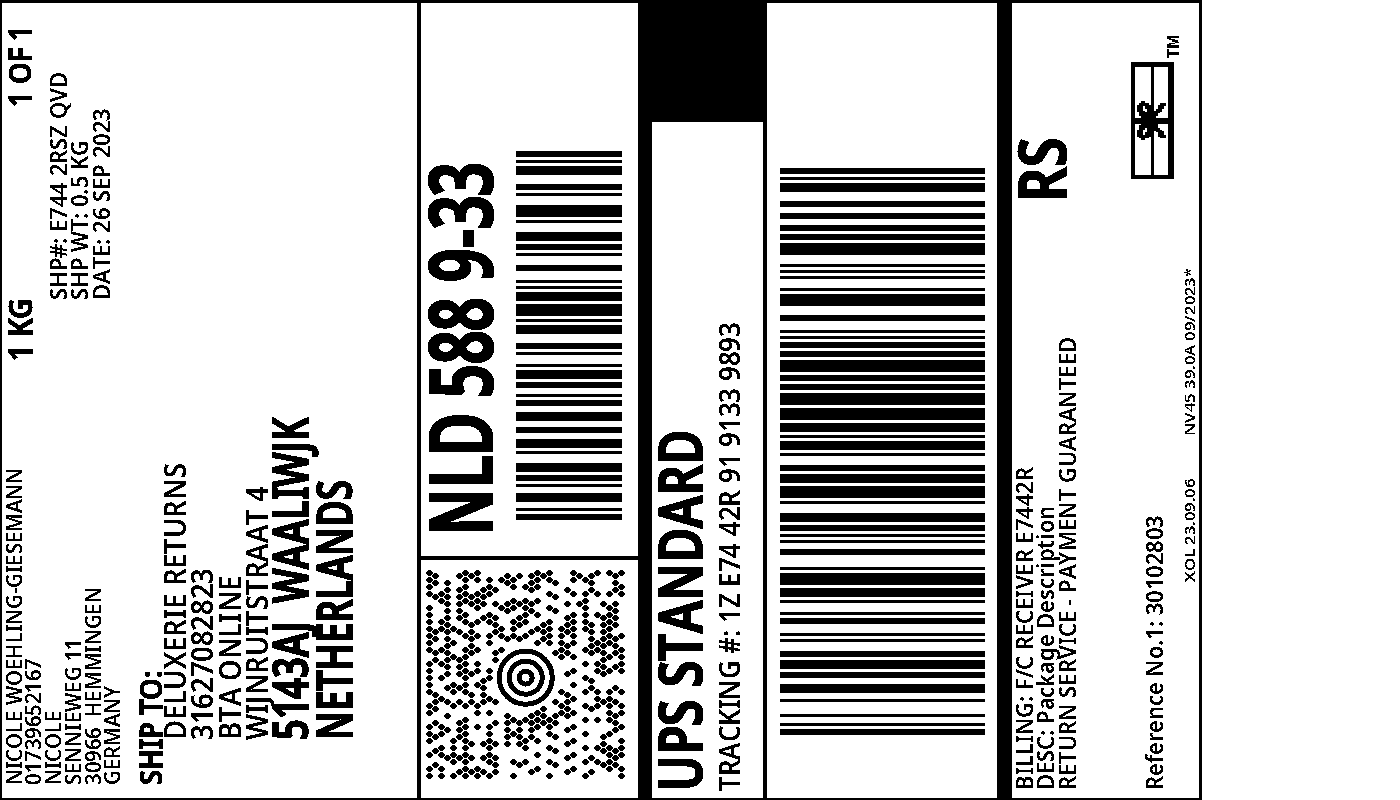 NICOLE WOEHLING-GIESEMANN
01739652167
NICOLE
SENNIEWEG 11
30966 HEMMINGEN
GERMANY
1 KG
1 OF 1
SHP#: E744 2RSZ QVD
SHP WT: 0.5 KG
DATE: 26 SEP 2023
SHIP TO:
DELUXERIE RETURNS
31627082823
BTA ONLINE
WINRUITSTRAAT 4
5143AJ WAALIWJK
NETHERLANDS
NLD 588 9-33
UPS STANDARD
TRACKING #: 1Z E74 42R 91 9133 9893
BILLING: F/C RECEIVER E7442R
DESC: Package Description
RETURN SERVICE - PAYMENT GUARANTEED
RS
Reference No.1: 30102803
XOL 23.09.06 NV45 39.0A 09/2023*
TM